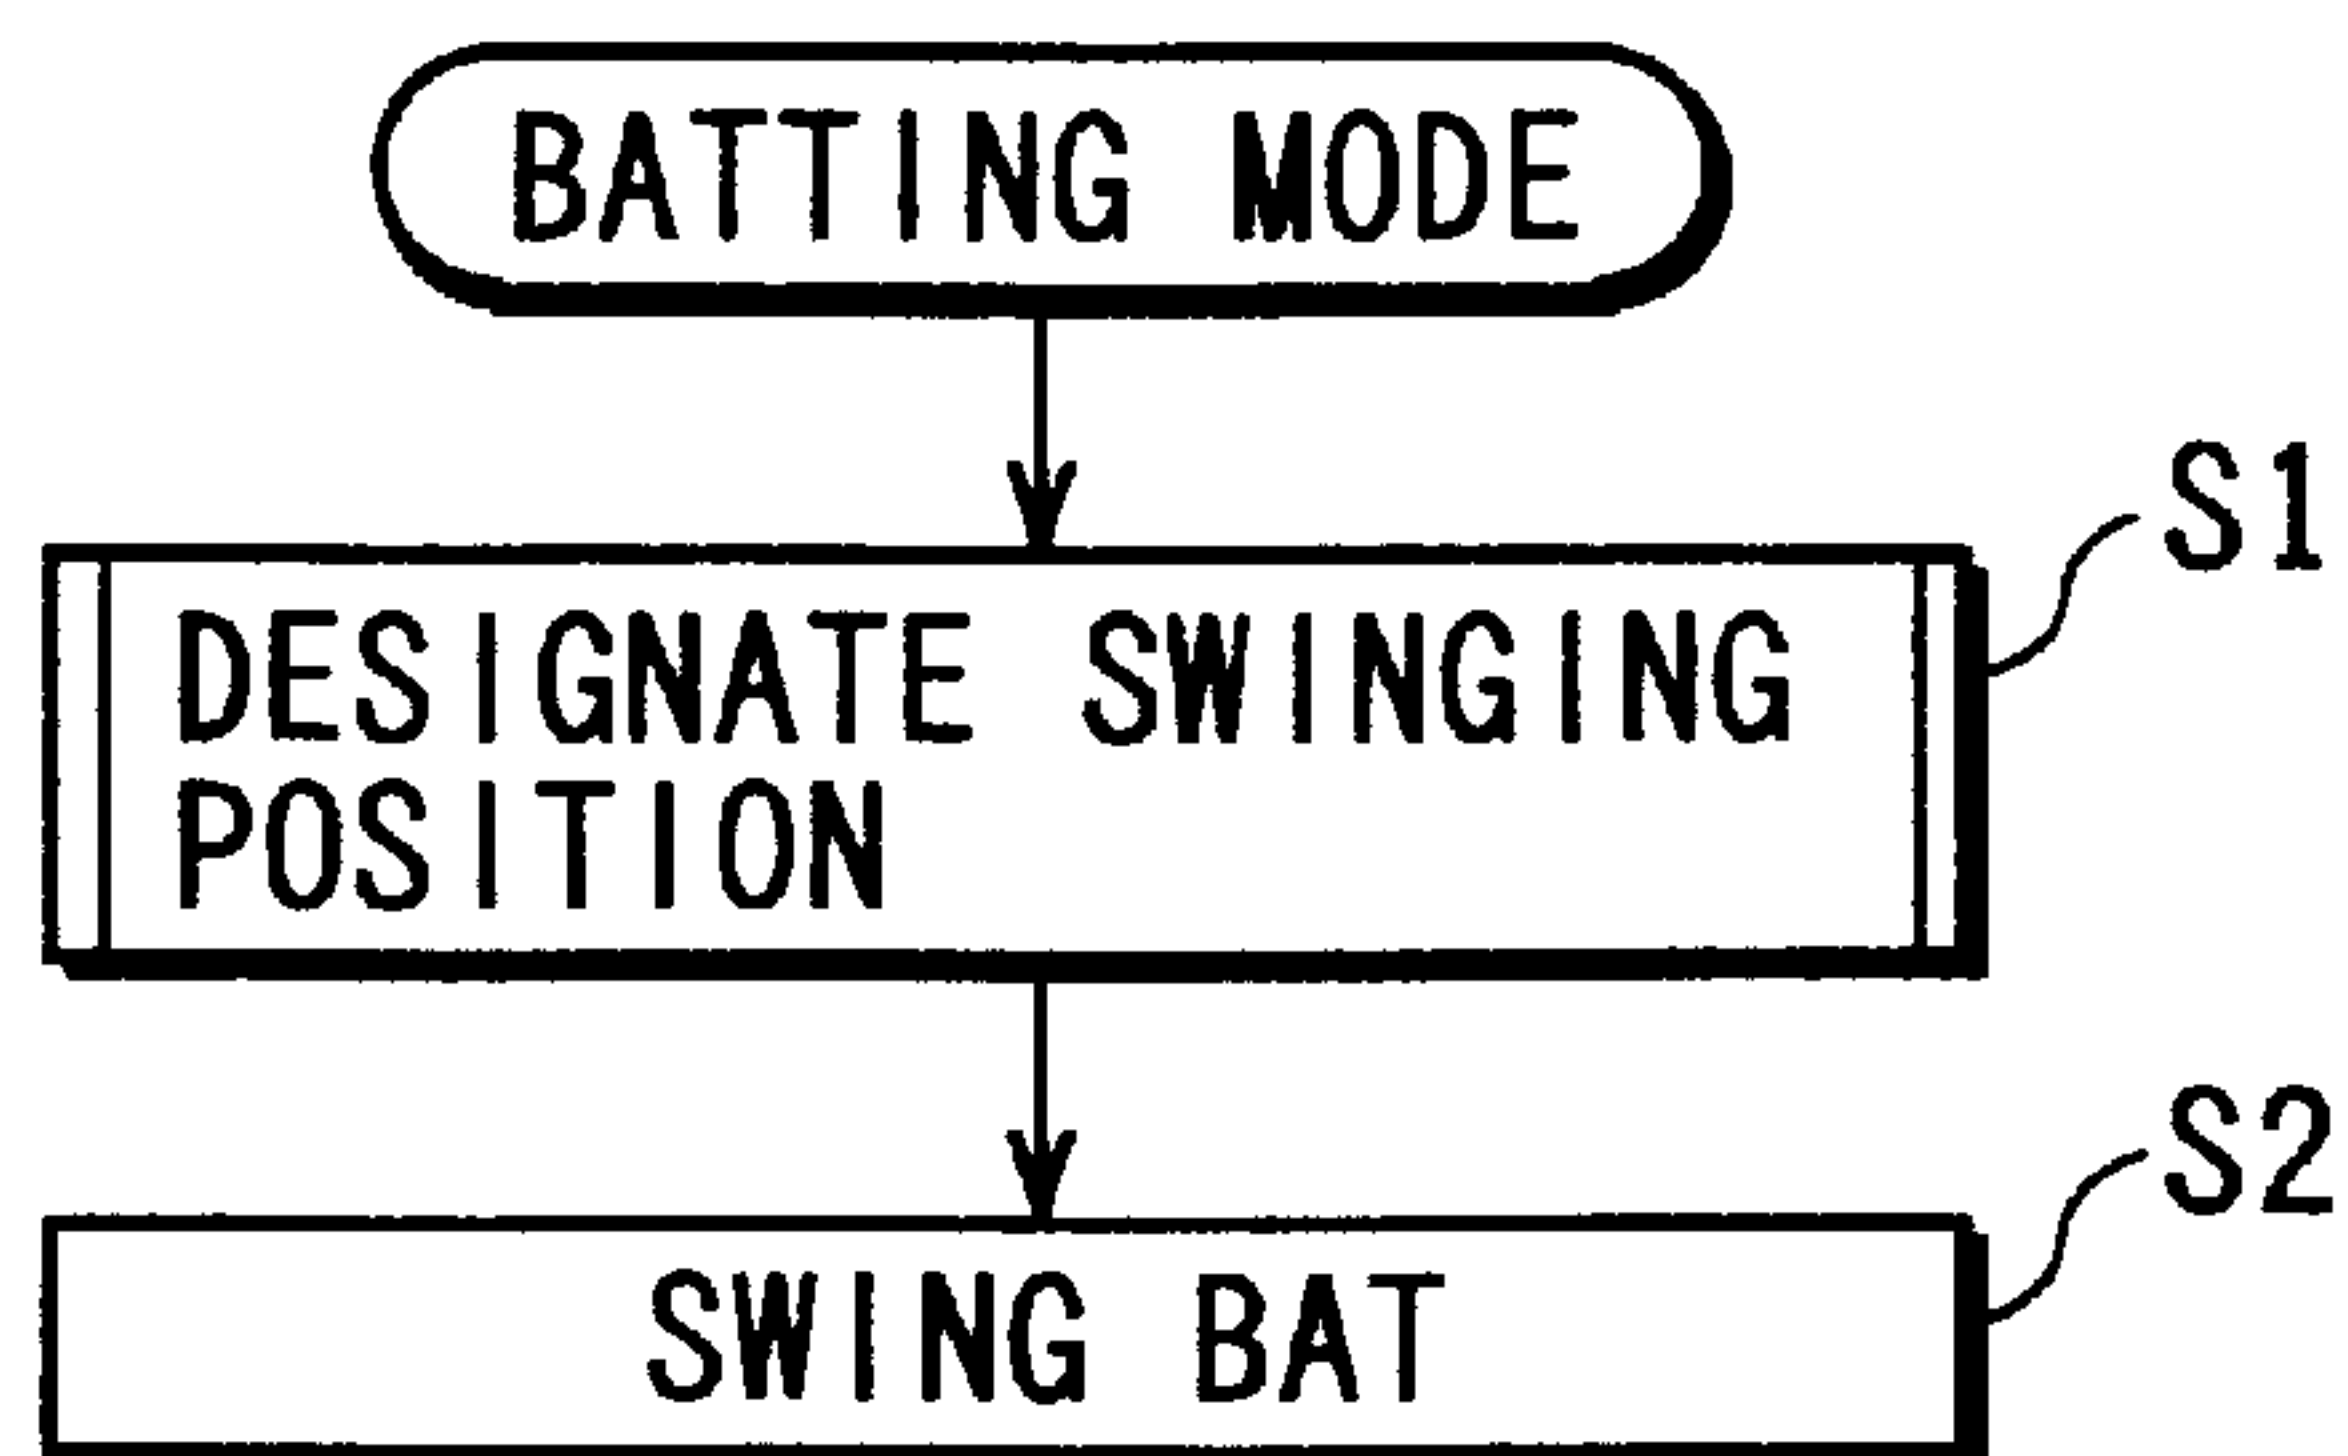 BATTING MODE
S1
DESIGNATE SWINGING
POSITION
S2
SWING BAT